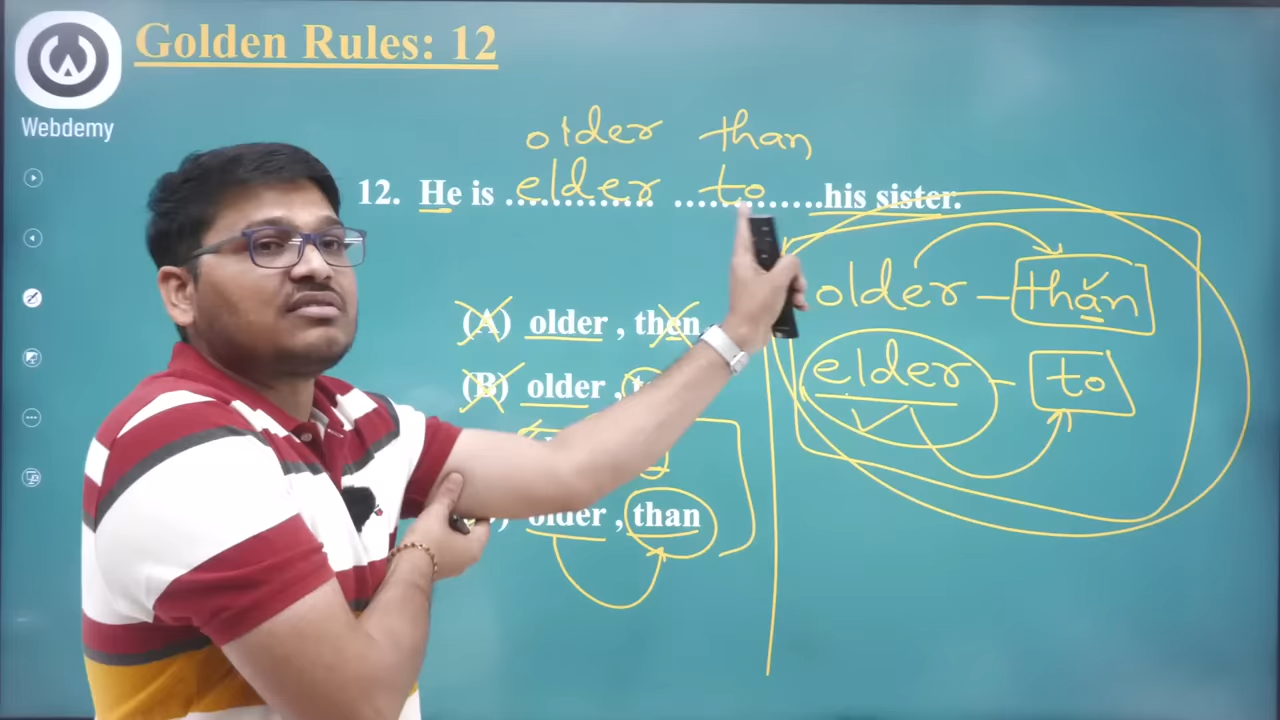 Golden Rules: 12
Webdemy
older than
elder to
12. He is ............. .............his sister.
older – than
elder – to
(A) older , then
(B) older ,
older , than